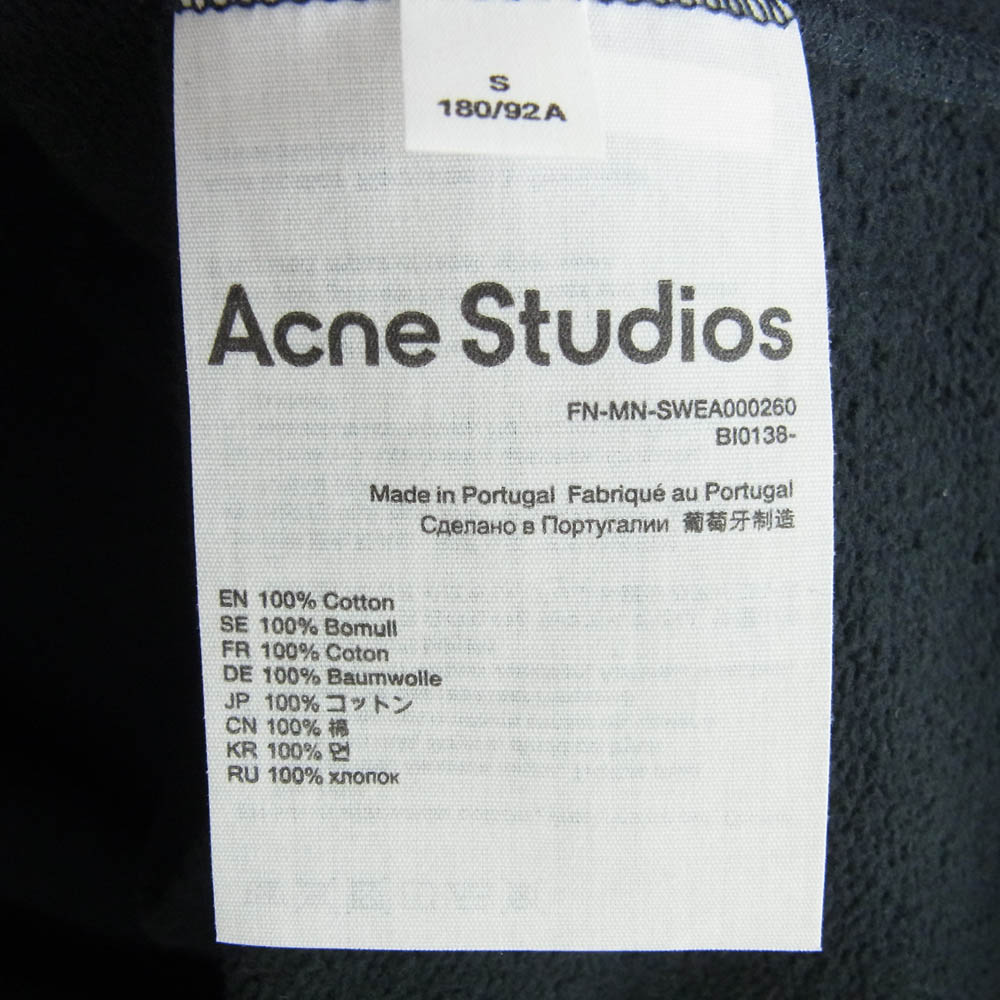 S
180/92A
Acne Studios
FN-MN-SWEA000260
BI0138-
Made in Portugal Fabriqué au Portugal
Сделано в Португалии 葡萄牙制造
EN 100% Cotton
SE 100% Bomull
FR 100% Coton
DE 100% Baumwolle
JP 100% コットン
CN 100% 棉
KR 100% 면
RU 100% хлопок